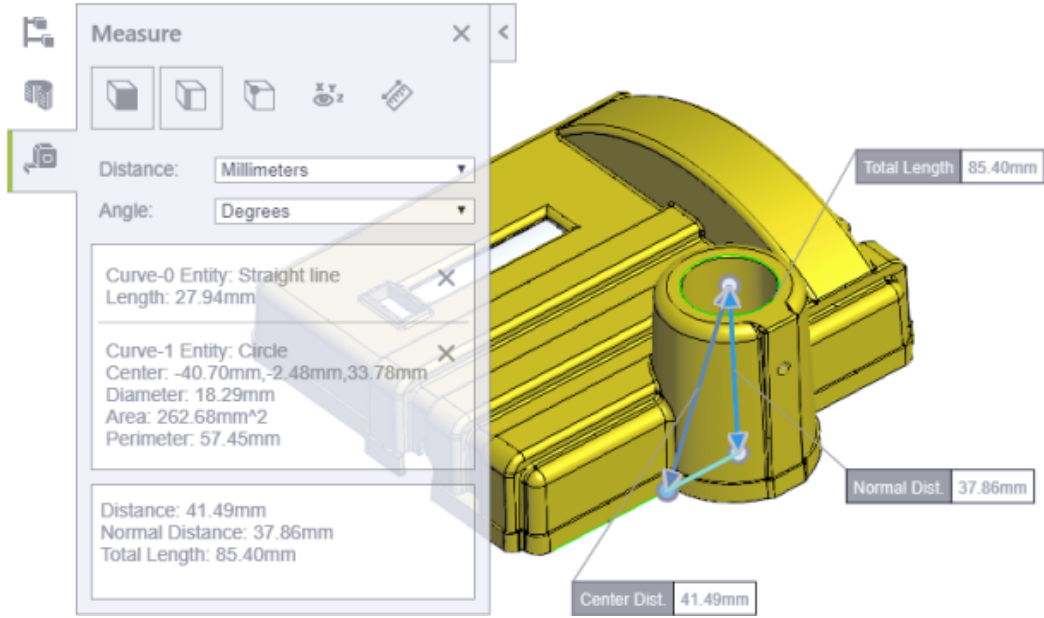 Measure
X Y Z
Distance: Millimeters
Angle: Degrees
Curve-0 Entity: Straight line
Length: 27.94mm
Curve-1 Entity: Circle
Center: -40.70mm,-2.48mm,33.78mm
Diameter: 18.29mm
Area: 262.68mm^2
Perimeter: 57.45mm
Distance: 41.49mm
Normal Distance: 37.86mm
Total Length: 85.40mm
Total Length 85.40mm
Normal Dist. 37.86mm
Center Dist. 41.49mm